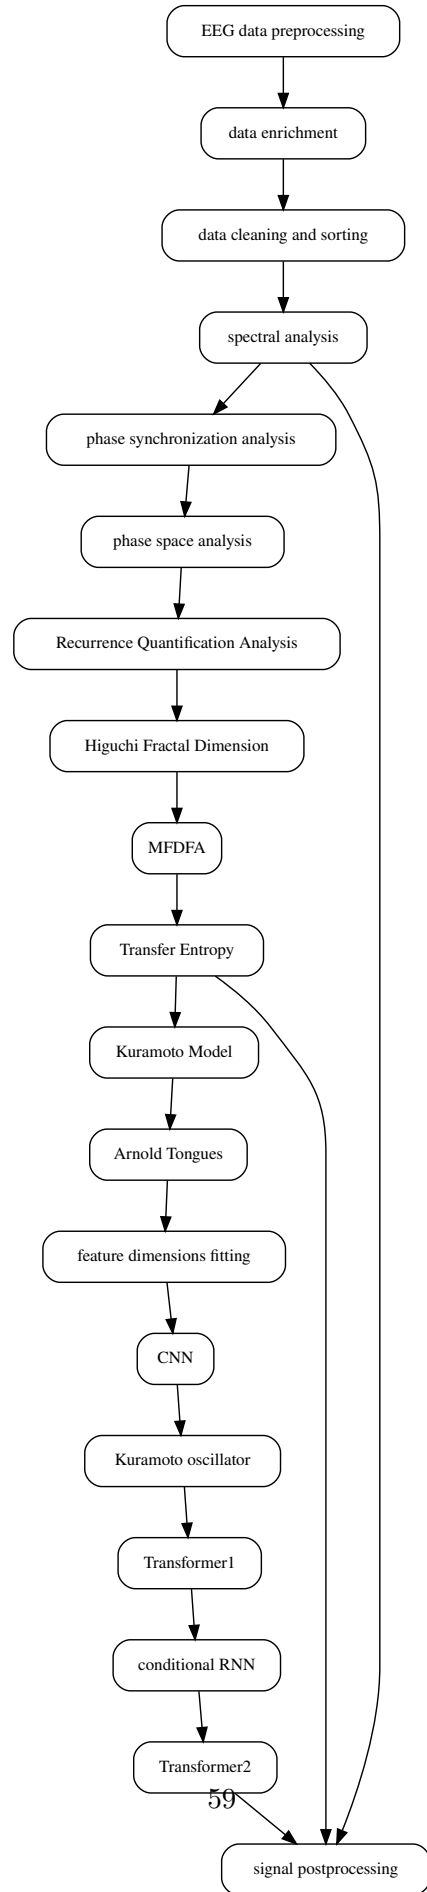 EEG data preprocessing
data enrichment
data cleaning and sorting
spectral analysis
phase synchronization analysis
phase space analysis
Recurrence Quantification Analysis
Higuchi Fractal Dimension
MFDFA
Transfer Entropy
Kuramoto Model
Arnold Tongues
feature dimensions fitting
CNN
Kuramoto oscillator
Transformer1
conditional RNN
Transformer2
59
signal postprocessing